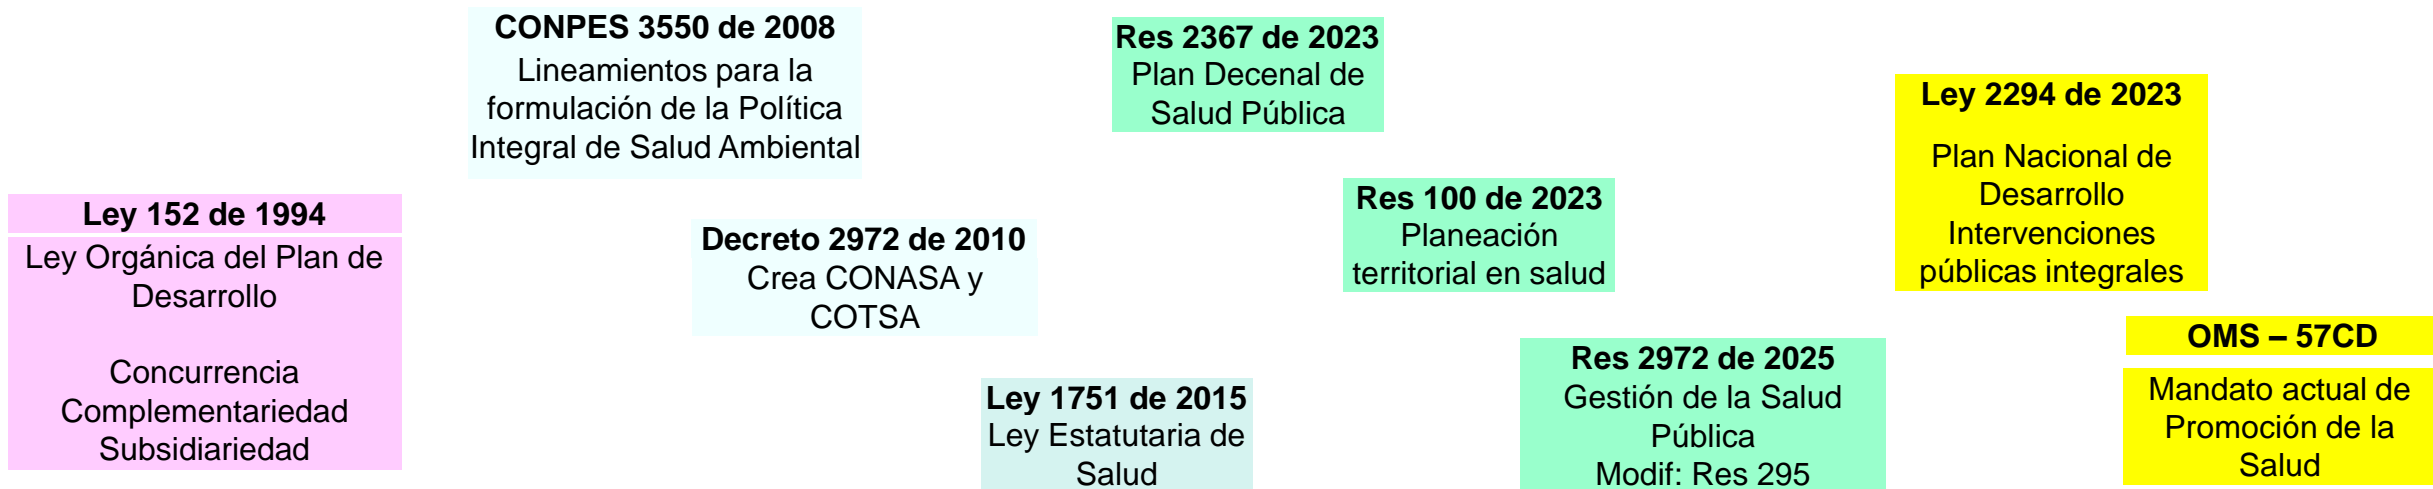 Ley 152 de 1994
Ley Orgánica del Plan de
Desarrollo
Concurrencia
Complementariedad
Subsidiariedad
CONPES 3550 de 2008
Lineamientos para la
formulación de la Política
Integral de Salud Ambiental
Decreto 2972 de 2010
Crea CONASA y
COTSA
Ley 1751 de 2015
Ley Estatutaria de
Salud
Res 2367 de 2023
Plan Decenal de
Salud Pública
Res 100 de 2023
Planeación
territorial en salud
Res 2972 de 2025
Gestión de la Salud
Pública
Modif: Res 295
Ley 2294 de 2023
Plan Nacional de
Desarrollo
Intervenciones
públicas integrales
OMS – 57CD
Mandato actual de
Promoción de la
Salud